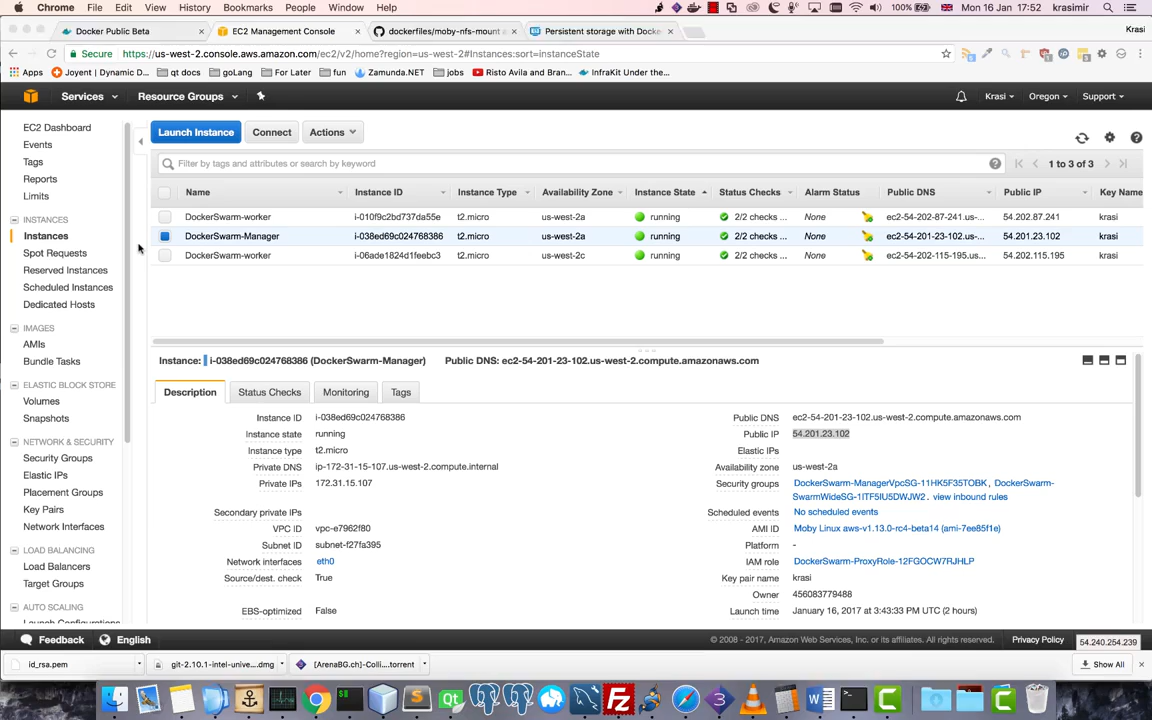 Chrome File Edit View History Bookmarks People Window Help 100% Mon 16 Jan 17:52 krasimir
Docker Public Beta EC2 Management Console dockerfiles/moby-nfs-mount Persistent storage with Docke Krasi
Secure https://us-west-2.console.aws.amazon.com/ec2/v2/home?region=us-west-2#Instances:sort=instanceState
Apps Joyent | Dynamic D... qt docs goLang For Later fun Zamunda.NET jobs Risto Avila and Bran... InfraKit Under the...
Services Resource Groups Krasi Oregon Support
EC2 Dashboard
Events
Tags
Reports
Limits
INSTANCES
Instances
Spot Requests
Reserved Instances
Scheduled Instances
Dedicated Hosts
IMAGES
AMIs
Bundle Tasks
ELASTIC BLOCK STORE
Volumes
Snapshots
NETWORK & SECURITY
Security Groups
Elastic IPs
Placement Groups
Key Pairs
Network Interfaces
LOAD BALANCING
Load Balancers
Target Groups
AUTO SCALING
Launch Configurations
Launch Instance Connect Actions
Filter by tags and attributes or search by keyword 1 to 3 of 3
Name Instance ID Instance Type Availability Zone Instance State Status Checks Alarm Status Public DNS Public IP Key Name
DockerSwarm-worker i-010f9c2bd737da55e t2.micro us-west-2a running 2/2 checks ... None ec2-54-202-87-241.us-... 54.202.87.241 krasi
DockerSwarm-Manager i-038ed69c024768386 t2.micro us-west-2a running 2/2 checks ... None ec2-54-201-23-102.us-... 54.201.23.102 krasi
DockerSwarm-worker i-06ade1824d1feebc3 t2.micro us-west-2c running 2/2 checks ... None ec2-54-202-115-195.us... 54.202.115.195 krasi
Instance: i-038ed69c024768386 (DockerSwarm-Manager) Public DNS: ec2-54-201-23-102.us-west-2.compute.amazonaws.com
Description Status Checks Monitoring Tags
Instance ID i-038ed69c024768386 Public DNS ec2-54-201-23-102.us-west-2.compute.amazonaws.com
Instance state running Public IP 54.201.23.102
Instance type t2.micro Elastic IPs
Private DNS ip-172-31-15-107.us-west-2.compute.internal Availability zone us-west-2a
Private IPs 172.31.15.107 Security groups DockerSwarm-ManagerVpcSG-11HK5F35TOBK, DockerSwarm-
SwarmWideSG-1ITF5IU5DWJW2. view inbound rules
Secondary private IPs Scheduled events No scheduled events
VPC ID vpc-e7962f80 AMI ID Moby Linux aws-v1.13.0-rc4-beta14 (ami-7ee85f1e)
Subnet ID subnet-f27fa395 Platform -
Network interfaces eth0 IAM role DockerSwarm-ProxyRole-12FGOCW7RJHLP
Source/dest. check True Key pair name krasi
Owner 456083779488
EBS-optimized False Launch time January 16, 2017 at 3:43:33 PM UTC (2 hours)
Feedback English © 2008 - 2017, Amazon Web Services, Inc. or its affiliates. All rights reserved. Privacy Policy 54.240.254.239
id_rsa.pem git-2.10.1-intel-unive....dmg [ArenaBG.ch]-Colli....torrent Show All